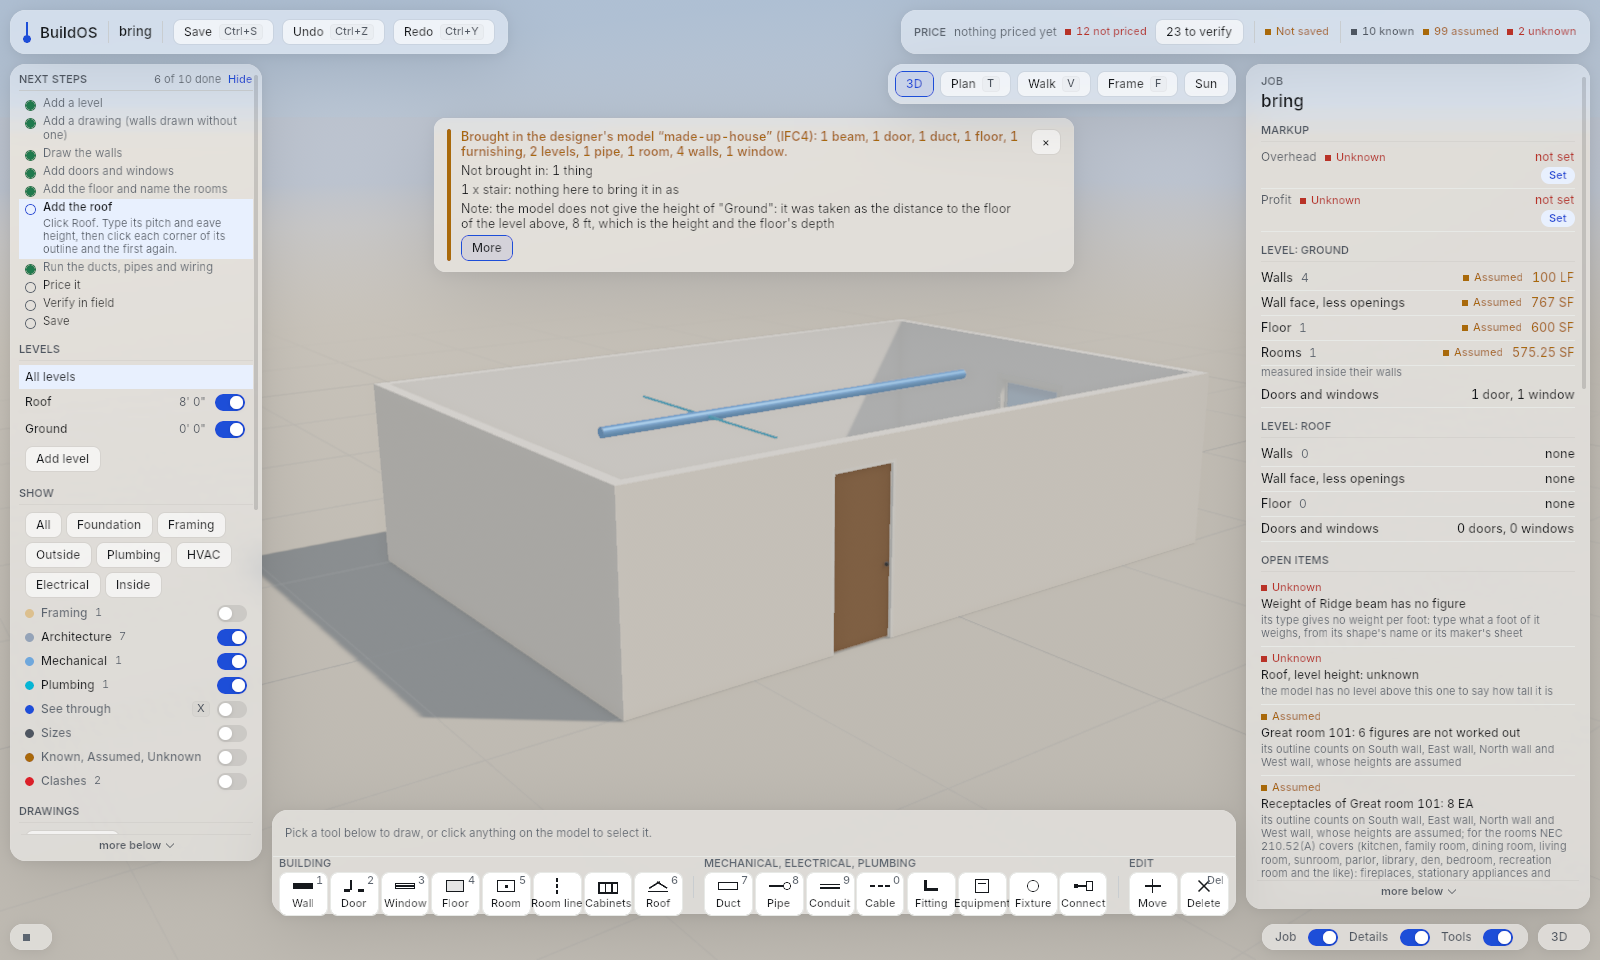 BuildOS
bring
Save Ctrl+S
Undo Ctrl+Z
Redo Ctrl+Y
PRICE nothing priced yet 12 not priced
23 to verify
Not saved
10 known 99 assumed 2 unknown
NEXT STEPS 6 of 10 done Hide
Add a level
Add a drawing (walls drawn without
one)
Draw the walls
Add doors and windows
Add the floor and name the rooms
Add the roof
Click Roof. Type its pitch and eave
height, then click each corner of its
outline and the first again.
Run the ducts, pipes and wiring
Price it
Verify in field
Save
LEVELS
All levels
Roof 8' 0"
Ground 0' 0"
Add level
SHOW
All Foundation Framing
Outside Plumbing HVAC
Electrical Inside
Framing 1
Architecture 7
Mechanical 1
Plumbing 1
See through X
Sizes
Known, Assumed, Unknown
Clashes 2
DRAWINGS
more below
3D
Plan T
Walk V
Frame F
Sun
Brought in the designer's model “made-up-house” (IFC4): 1 beam, 1 door, 1 duct, 1 floor, 1
furnishing, 2 levels, 1 pipe, 1 room, 4 walls, 1 window.
×
Not brought in: 1 thing
1 x stair: nothing here to bring it in as
Note: the model does not give the height of "Ground": it was taken as the distance to the floor
of the level above, 8 ft, which is the height and the floor's depth
More
Pick a tool below to draw, or click anything on the model to select it.
BUILDING
Wall 1
Door 2
Window 3
Floor 4
Room 5
Room line
Cabinets
Roof 6
MECHANICAL, ELECTRICAL, PLUMBING
Duct 7
Pipe 8
Conduit 9
Cable 0
Fitting
Equipment
Fixture
Connect
EDIT
Move
Delete Del
JOB
bring
MARKUP
Overhead Unknown not set
Set
Profit Unknown not set
Set
LEVEL: GROUND
Walls 4 Assumed 100 LF
Wall face, less openings Assumed 767 SF
Floor 1 Assumed 600 SF
Rooms 1 Assumed 575.25 SF
measured inside their walls
Doors and windows 1 door, 1 window
LEVEL: ROOF
Walls 0 none
Wall face, less openings none
Floor 0 none
Doors and windows 0 doors, 0 windows
OPEN ITEMS
Unknown
Weight of Ridge beam has no figure
its type gives no weight per foot: type what a foot of it
weighs, from its shape's name or its maker's sheet
Unknown
Roof, level height: unknown
the model has no level above this one to say how tall it is
Assumed
Great room 101: 6 figures are not worked out
its outline counts on South wall, East wall, North wall and
West wall, whose heights are assumed
Assumed
Receptacles of Great room 101: 8 EA
its outline counts on South wall, East wall, North wall and
West wall, whose heights are assumed; for the rooms NEC
210.52(A) covers (kitchen, family room, dining room, living
room, sunroom, parlor, library, den, bedroom, recreation
room and the like): fireplaces, stationary appliances and
more below
Job
Details
Tools
3D